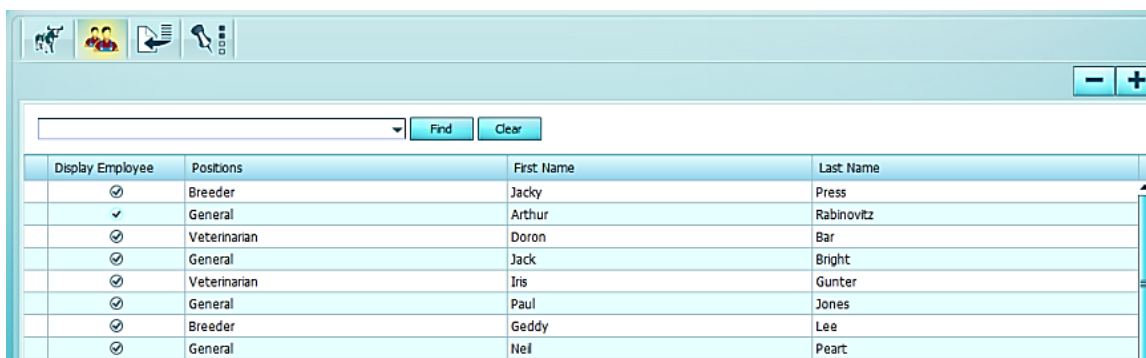 Find Clear
Display Employee Positions First Name Last Name
Breeder Jacky Press
General Arthur Rabinovitz
Veterinarian Doron Bar
General Jack Bright
Veterinarian Iris Gunter
General Paul Jones
Breeder Geddy Lee
General Neil Peart